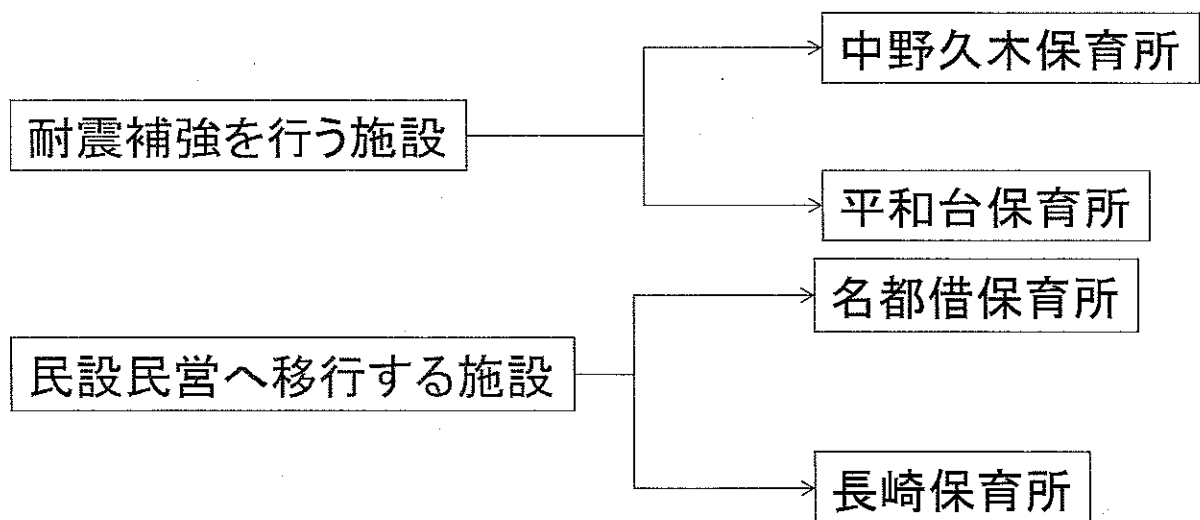 耐震補強を行う施設
中野久木保育所
平和台保育所
民設民営へ移行する施設
名都借保育所
長崎保育所